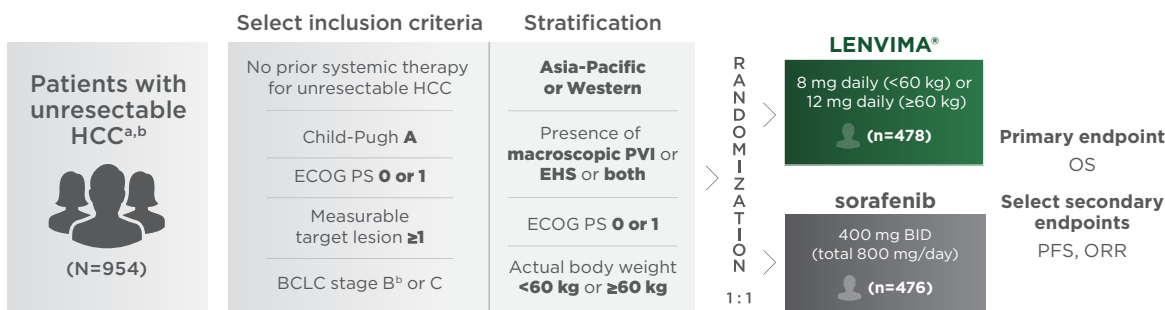 Patients with
unresectable
HCCᵃ,ᵇ
(N=954)
Select inclusion criteria
No prior systemic therapy
for unresectable HCC
Child-Pugh A
ECOG PS 0 or 1
Measurable
target lesion ≥1
BCLC stage Bᵇ or C
Stratification
Asia-Pacific
or Western
Presence of
macroscopic PVI or
EHS or both
ECOG PS 0 or 1
Actual body weight
<60 kg or ≥60 kg
RANDOMIZATION
1:1
LENVIMA®
8 mg daily (<60 kg) or
12 mg daily (≥60 kg)
(n=478)
sorafenib
400 mg BID
(total 800 mg/day)
(n=476)
Primary endpoint
OS
Select secondary
endpoints
PFS, ORR